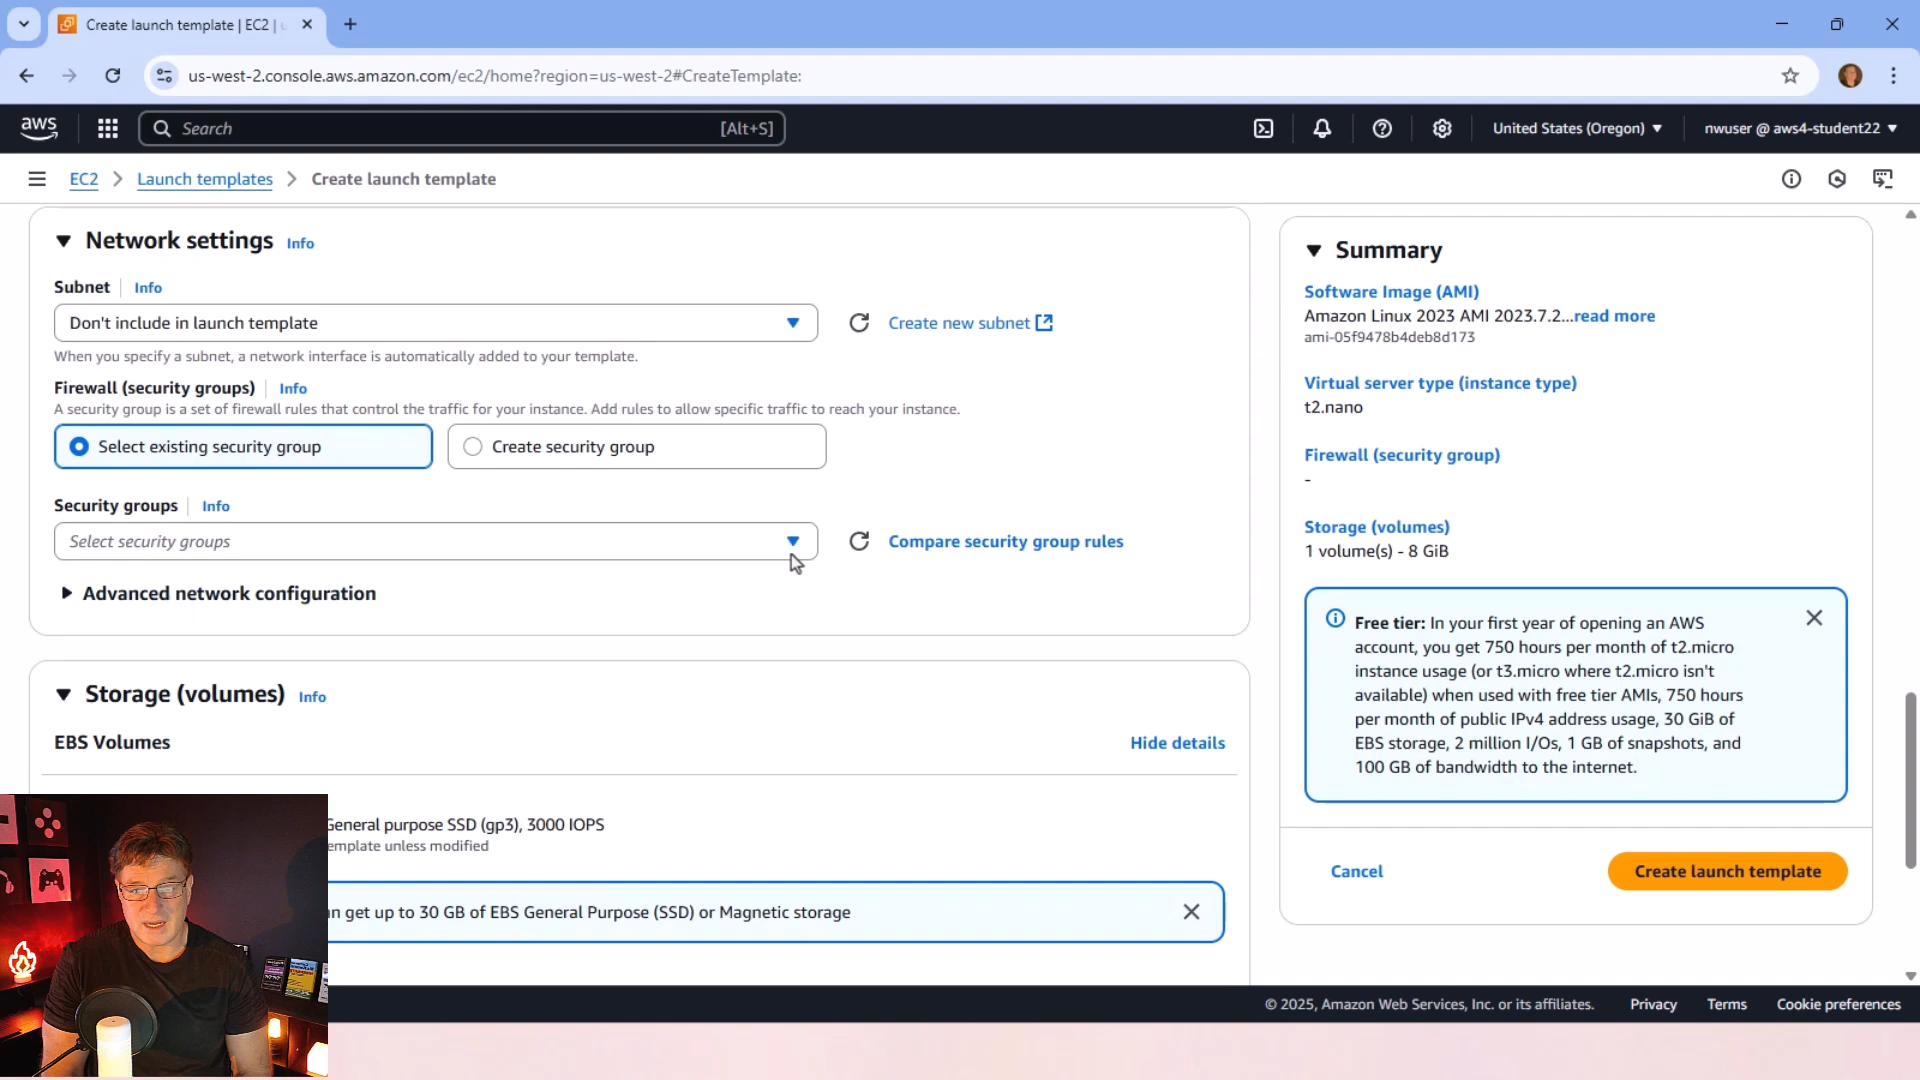 Create launch template | EC2 |
us-west-2.console.aws.amazon.com/ec2/home?region=us-west-2#CreateTemplate:
aws
Search
[Alt+S]
United States (Oregon)
nwuser @ aws4-student22
EC2
Launch templates
Create launch template
Network settings
Info
Subnet
Info
Don't include in launch template
Create new subnet
When you specify a subnet, a network interface is automatically added to your template.
Firewall (security groups)
Info
A security group is a set of firewall rules that control the traffic for your instance. Add rules to allow specific traffic to reach your instance.
Select existing security group
Create security group
Security groups
Info
Select security groups
Compare security group rules
Advanced network configuration
Storage (volumes)
Info
EBS Volumes
Hide details
General purpose SSD (gp3), 3000 IOPS
emplate unless modified
n get up to 30 GB of EBS General Purpose (SSD) or Magnetic storage
Summary
Software Image (AMI)
Amazon Linux 2023 AMI 2023.7.2...read more
ami-05f9478b4deb8d173
Virtual server type (instance type)
t2.nano
Firewall (security group)
-
Storage (volumes)
1 volume(s) - 8 GiB
Free tier: In your first year of opening an AWS
account, you get 750 hours per month of t2.micro
instance usage (or t3.micro where t2.micro isn't
available) when used with free tier AMIs, 750 hours
per month of public IPv4 address usage, 30 GiB of
EBS storage, 2 million I/Os, 1 GB of snapshots, and
100 GB of bandwidth to the internet.
Cancel
Create launch template
© 2025, Amazon Web Services, Inc. or its affiliates.
Privacy
Terms
Cookie preferences